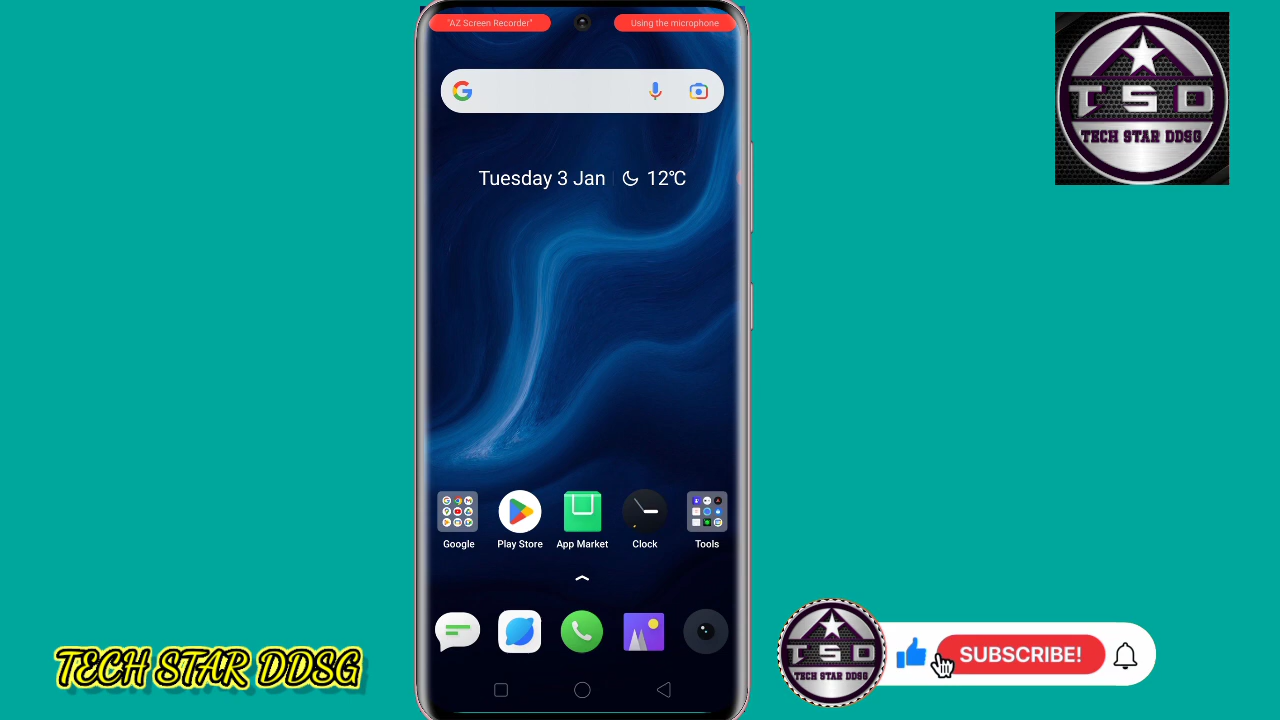 "AZ Screen Recorder"
Using the microphone
TSD
TECH STAR DDSG
Tuesday 3 Jan
12℃
Google
Play Store
App Market
Clock
Tools
TECH STAR DDSG
TSD
TECH STAR DDSG
SUBSCRIBE!